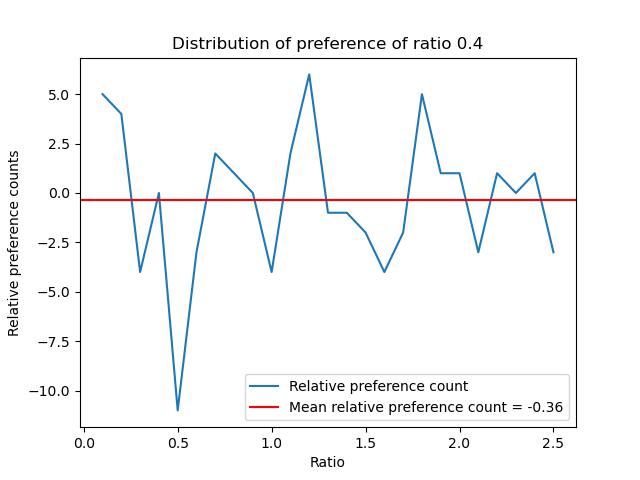 Distribution of preference of ratio 0.4
Relative preference counts
5.0
2.5
0.0
−2.5
−5.0
−7.5
−10.0
Relative preference count
Mean relative preference count = -0.36
0.0 0.5 1.0 1.5 2.0 2.5
Ratio